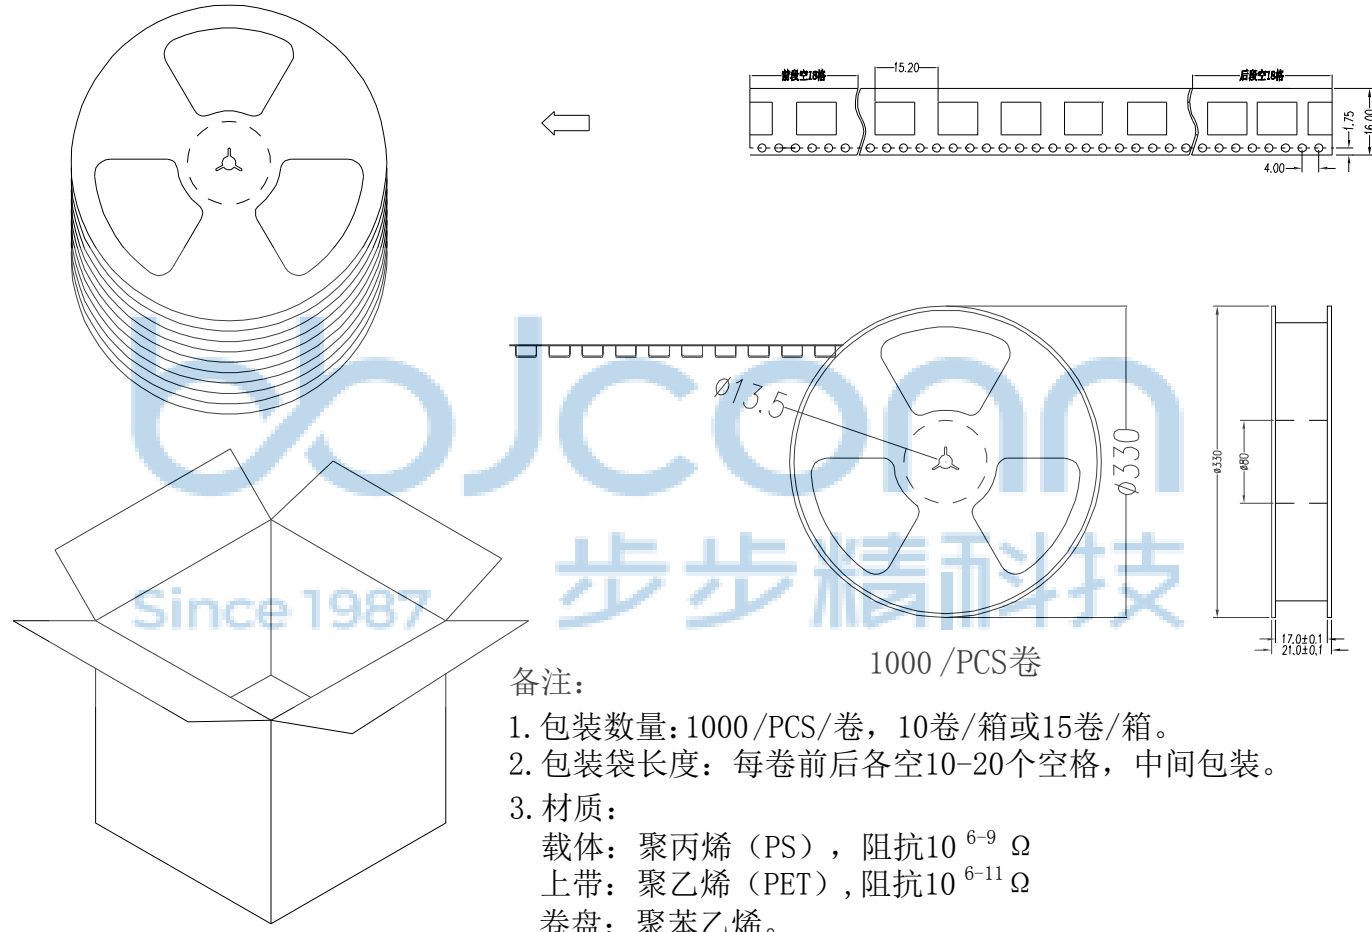 前段空18格
15.20
后段空18格
1.75
16.00
4.00
bbJconn
ø13.5
ø330
ø330
ø80
步步精科技
Since 1987
17.0±0.1
21.0±0.1
1000/PCS卷
备注：
1.包装数量：1000/PCS/卷，10卷/箱或15卷/箱。
2.包装袋长度：每卷前后各空10-20个空格，中间包装。
3.材质：
载体：聚丙烯（PS），阻抗10 6-9 Ω
上带：聚乙烯（PET）,阻抗10 6-11 Ω
卷盘：聚苯乙烯。